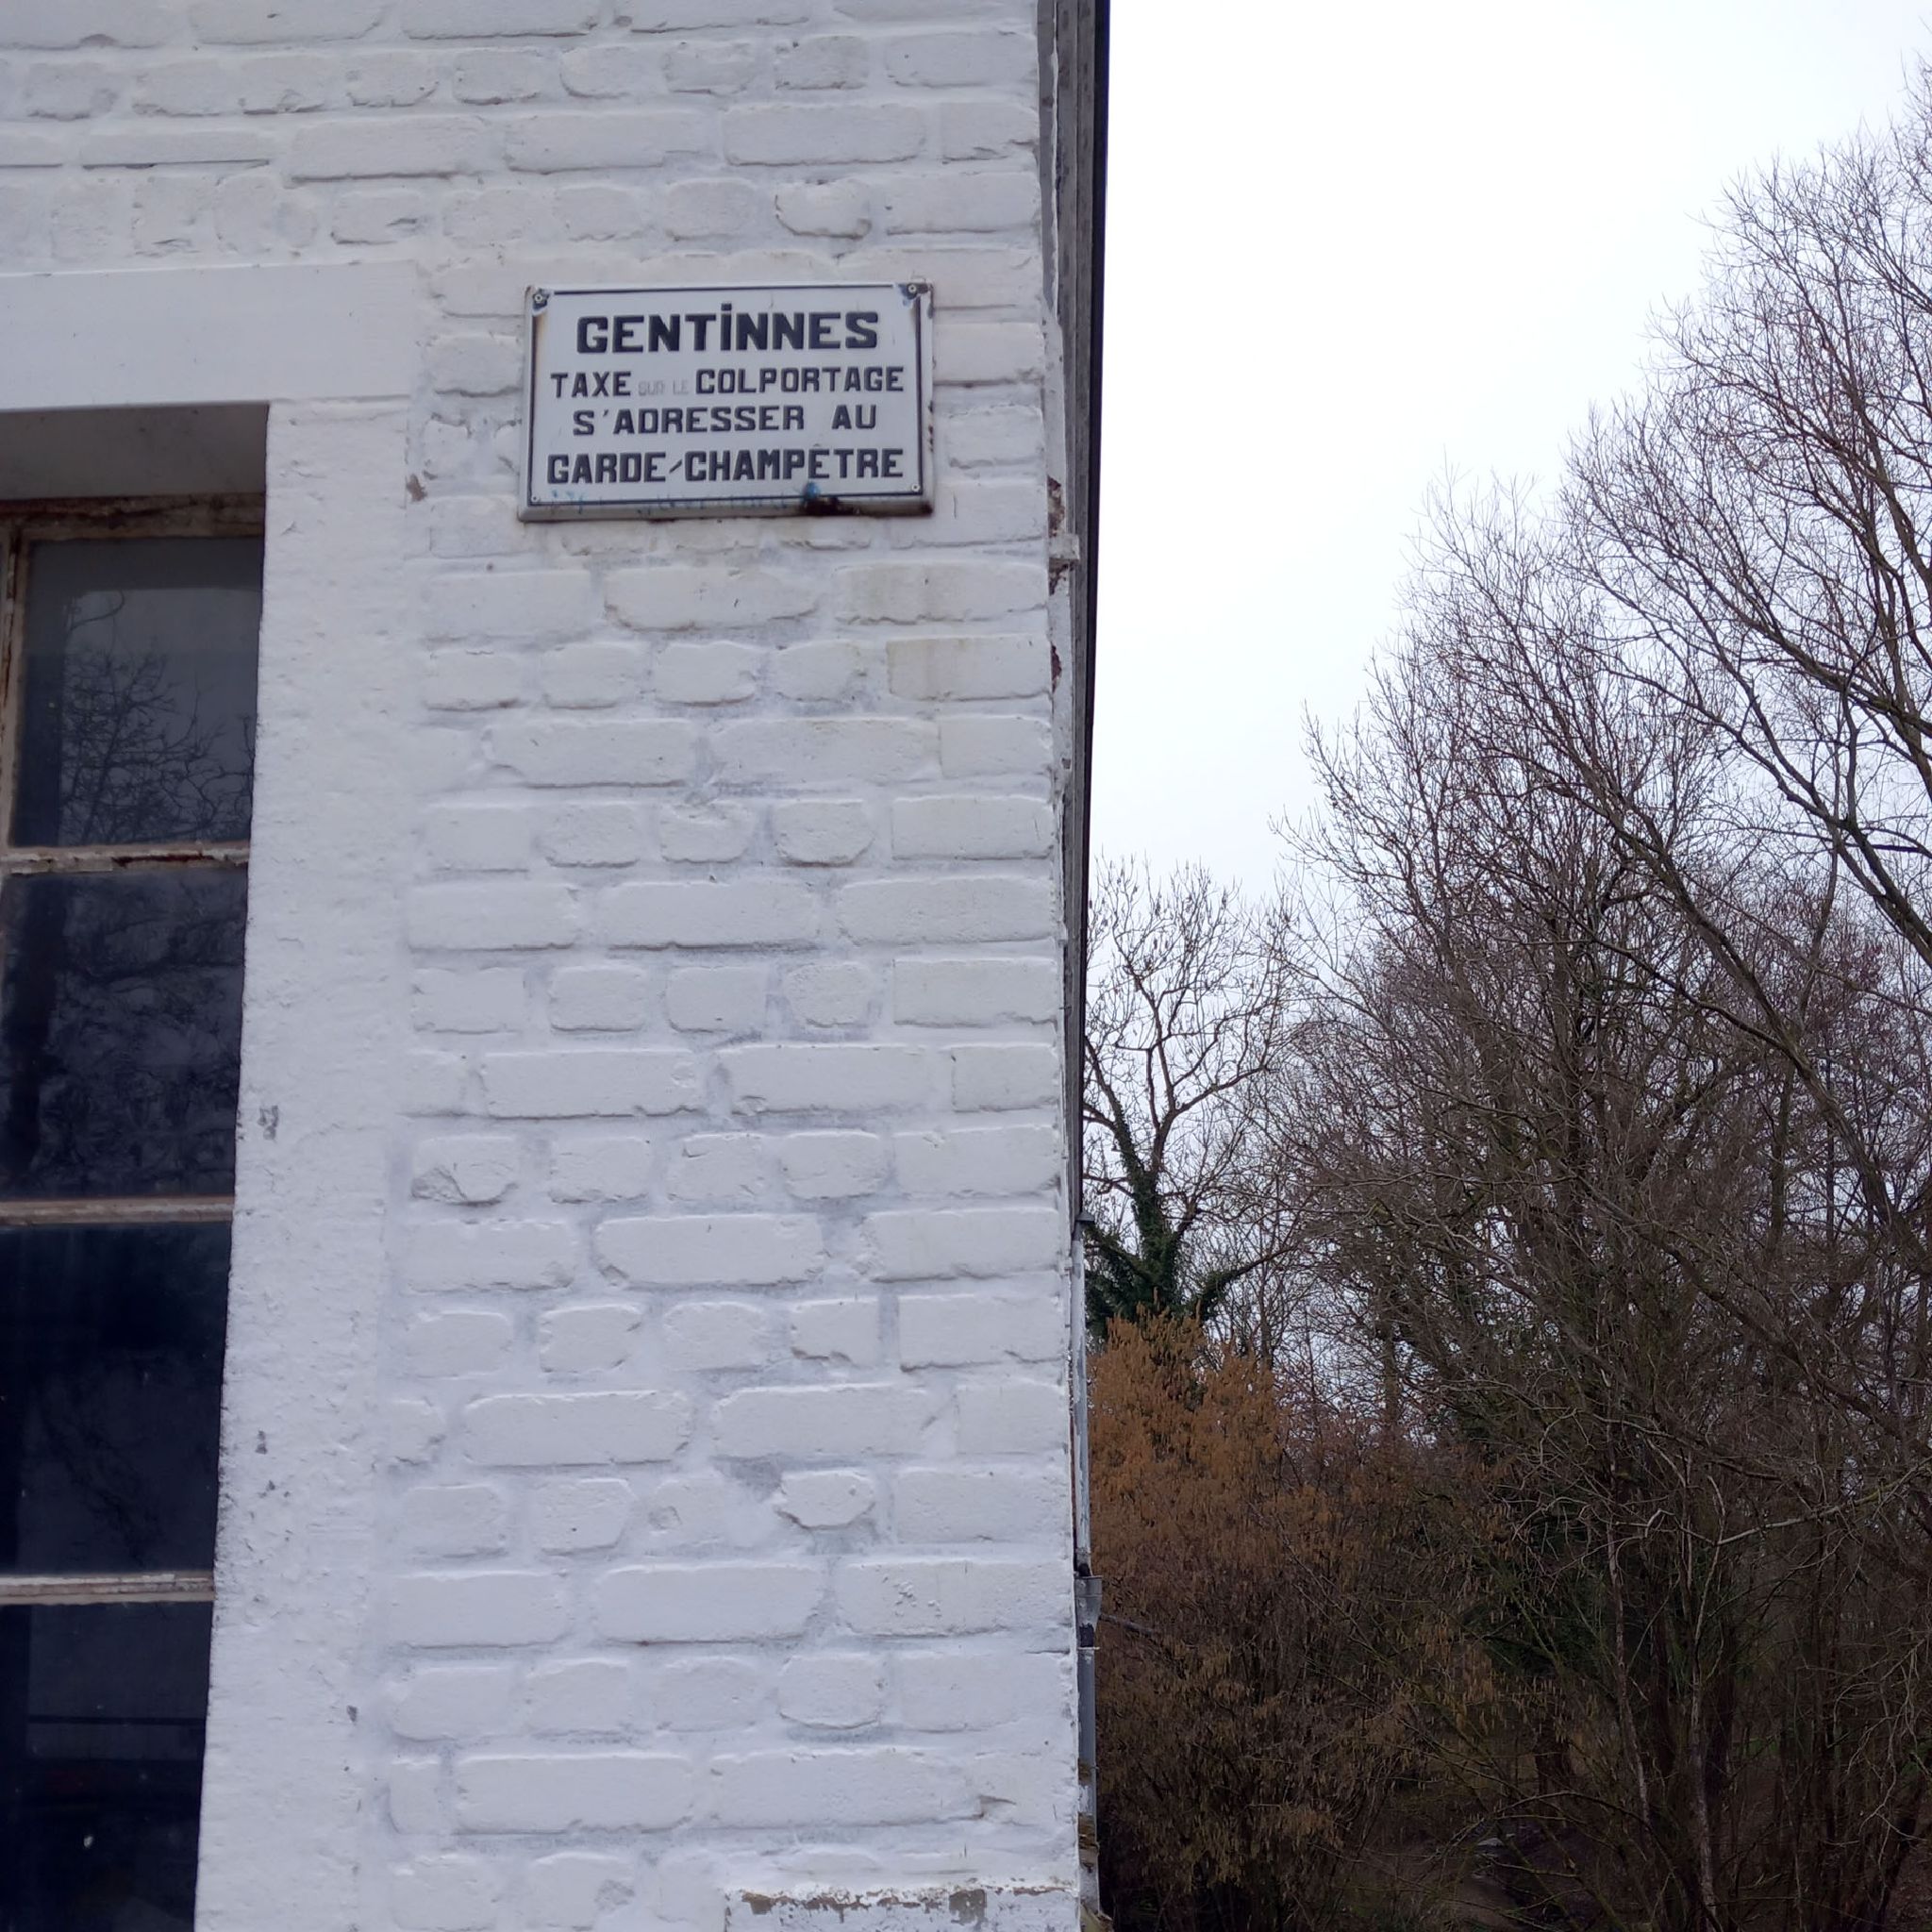 GENTINNES
TAXE SUR LE COLPORTAGE
S'ADRESSER AU
GARDE-CHAMPÊTRE